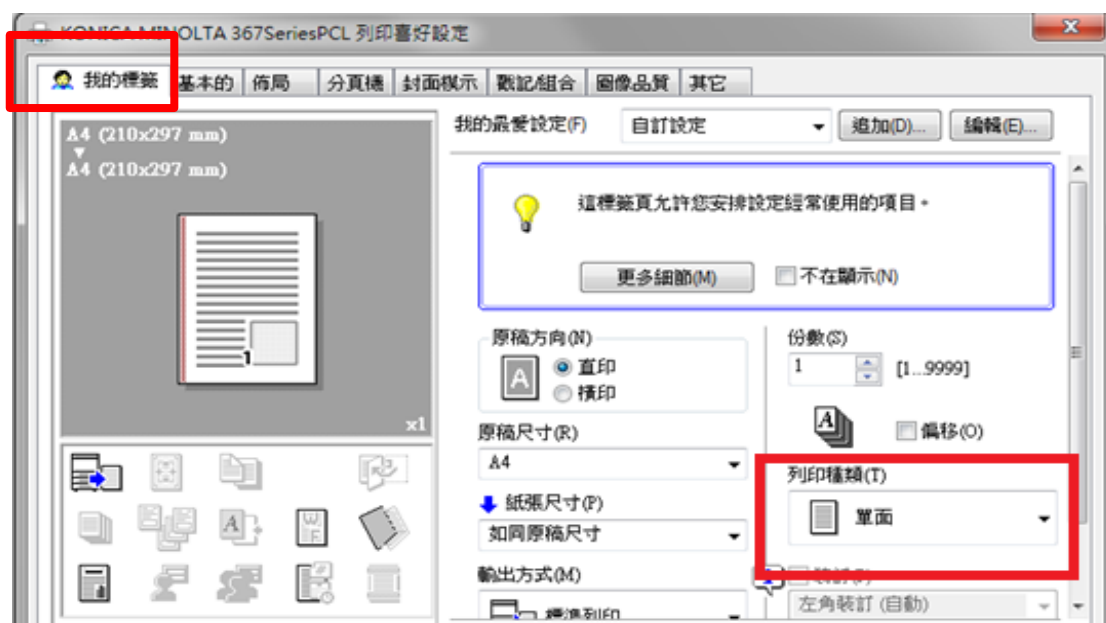 KONICA MINOLTA 367SeriesPCL 列印喜好設定
我的標籤 基本的 佈局 分頁機 封面模示 戳記/組合 圖像品質 其它
A4 (210x297 mm)
A4 (210x297 mm)
1
x1
我的最愛設定(F) 自訂設定 追加(D)... 編輯(E)...
這標籤頁允許您安排設定經常使用的項目。
更多細節(M) 不在顯示(N)
原稿方向(N)
A 直印
橫印
原稿尺寸(R)
A4
紙張尺寸(P)
如同原稿尺寸
輸出方式(M)
標準列印
份數(S)
1 [1...9999]
A 偏移(O)
列印種類(T)
單面
左角裝訂 (自動)
A
W
F